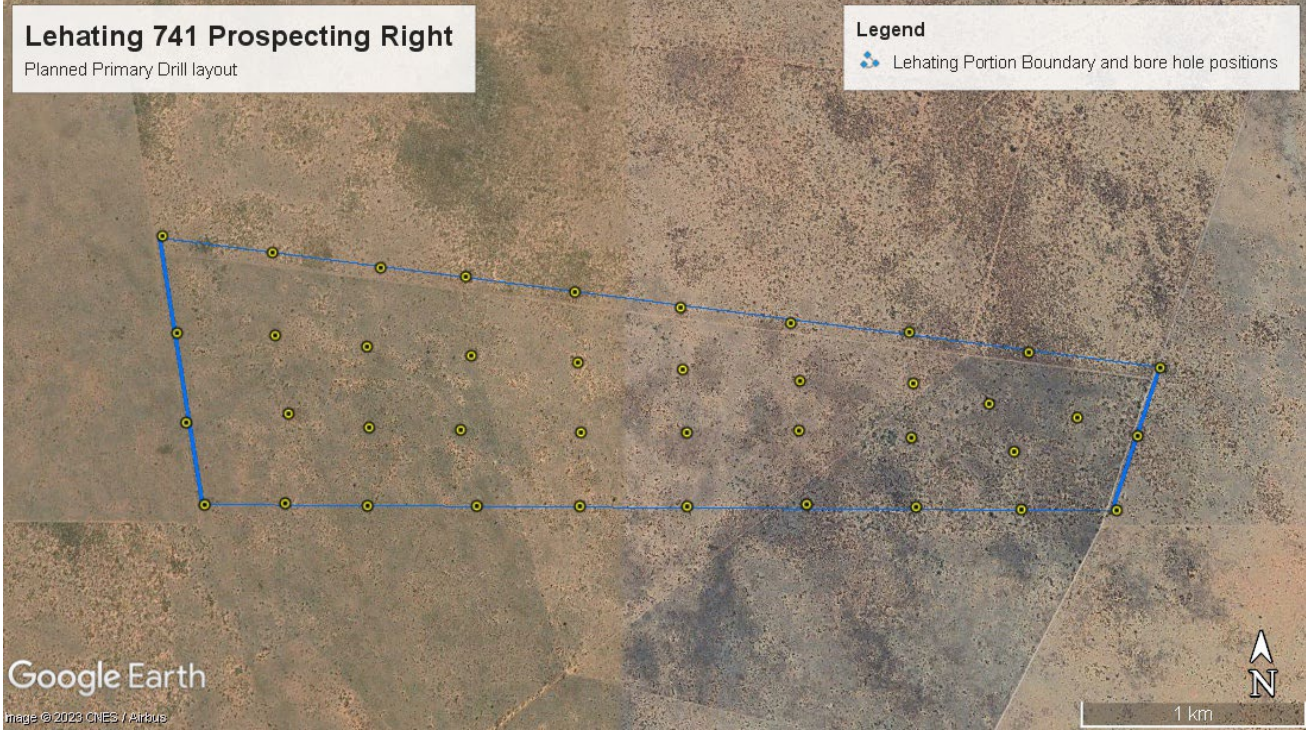 Lehating 741 Prospecting Right
Planned Primary Drill layout
Legend
Lehating Portion Boundary and bore hole positions
Google Earth
Image © 2023 CNES / Airbus
N
1 km